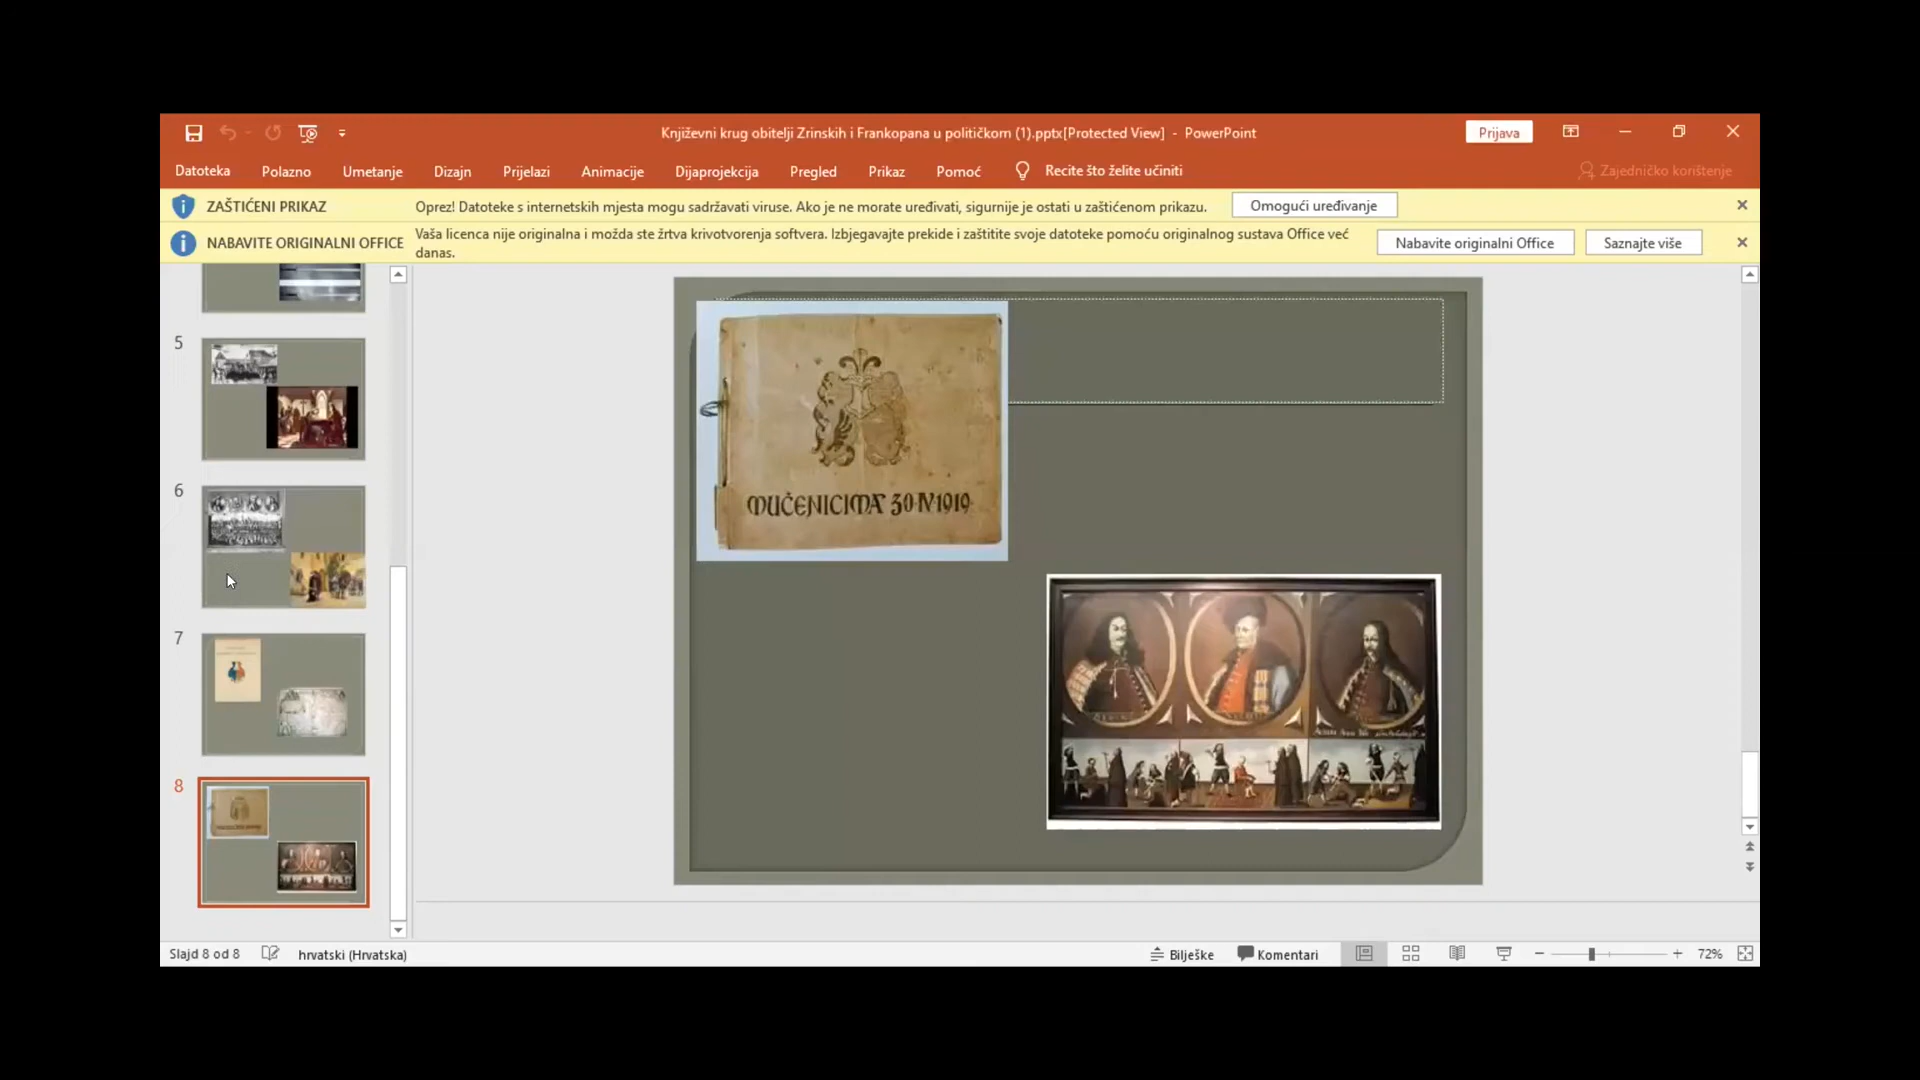 Književni krug obitelji Zrinskih i Frankopana u političkom (1).pptx[Protected View] - PowerPoint
Prijava
Datoteka Polazno Umetanje Dizajn Prijelazi Animacije Dijaprojekcija Pregled Prikaz Pomoć Recite što želite učiniti Zajedničko korištenje
ZAŠTIĆENI PRIKAZ Oprez! Datoteke s internetskih mjesta mogu sadržavati viruse. Ako je ne morate uređivati, sigurnije je ostati u zaštićenom prikazu. Omogući uređivanje
NABAVITE ORIGINALNI OFFICE Vaša licenca nije originalna i možda ste žrtva krivotvorenja softvera. Izbjegavajte prekide i zaštitite svoje datoteke pomoću originalnog sustava Office već
danas.
Nabavite originalni Office Saznajte više
5
6
7
8
MUČENICIMA 30·IV·1919
Slajd 8 od 8 hrvatski (Hrvatska) Bilješke Komentari 72%